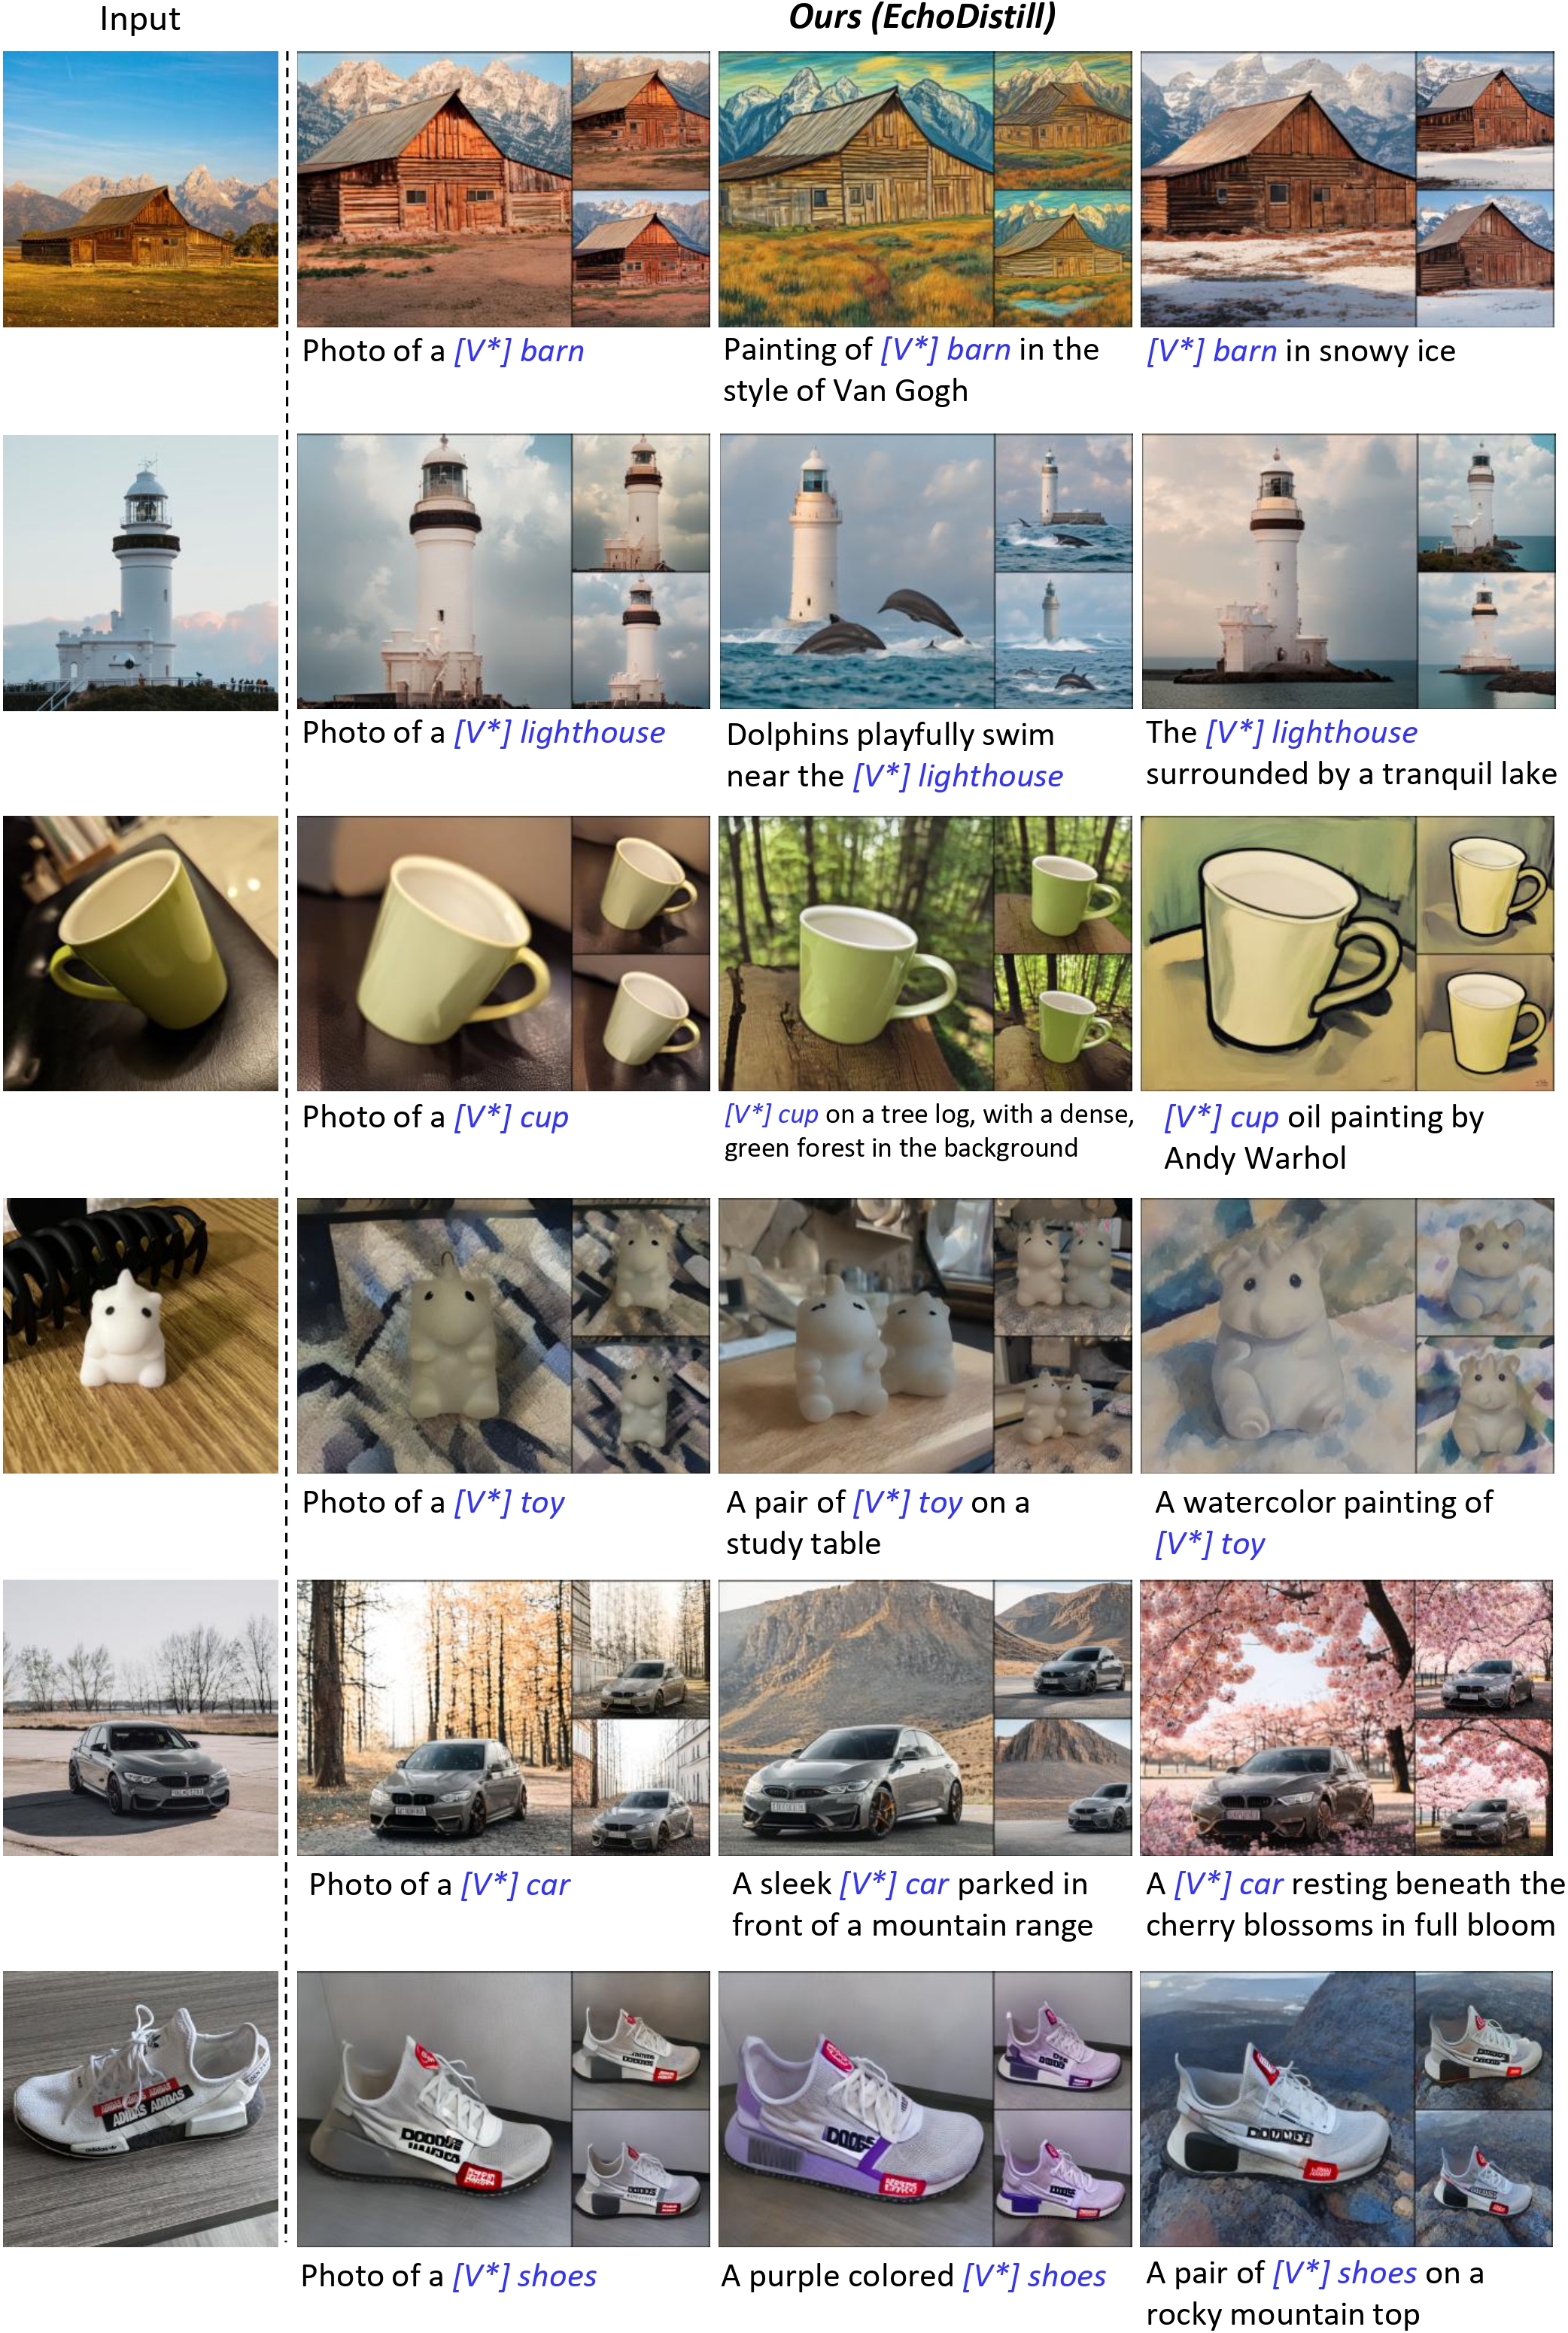 Input
Ours (EchoDistill)
Photo of a [V*] barn
Painting of [V*] barn in the
style of Van Gogh
[V*] barn in snowy ice
Photo of a [V*] lighthouse
Dolphins playfully swim
near the [V*] lighthouse
The [V*] lighthouse
surrounded by a tranquil lake
Photo of a [V*] cup
[V*] cup on a tree log, with a dense,
green forest in the background
[V*] cup oil painting by
Andy Warhol
Photo of a [V*] toy
A pair of [V*] toy on a
study table
A watercolor painting of
[V*] toy
Photo of a [V*] car
A sleek [V*] car parked in
front of a mountain range
A [V*] car resting beneath the
cherry blossoms in full bloom
ADIDAS ADIDAS
adidas
Photo of a [V*] shoes
A purple colored [V*] shoes
A pair of [V*] shoes on a
rocky mountain top